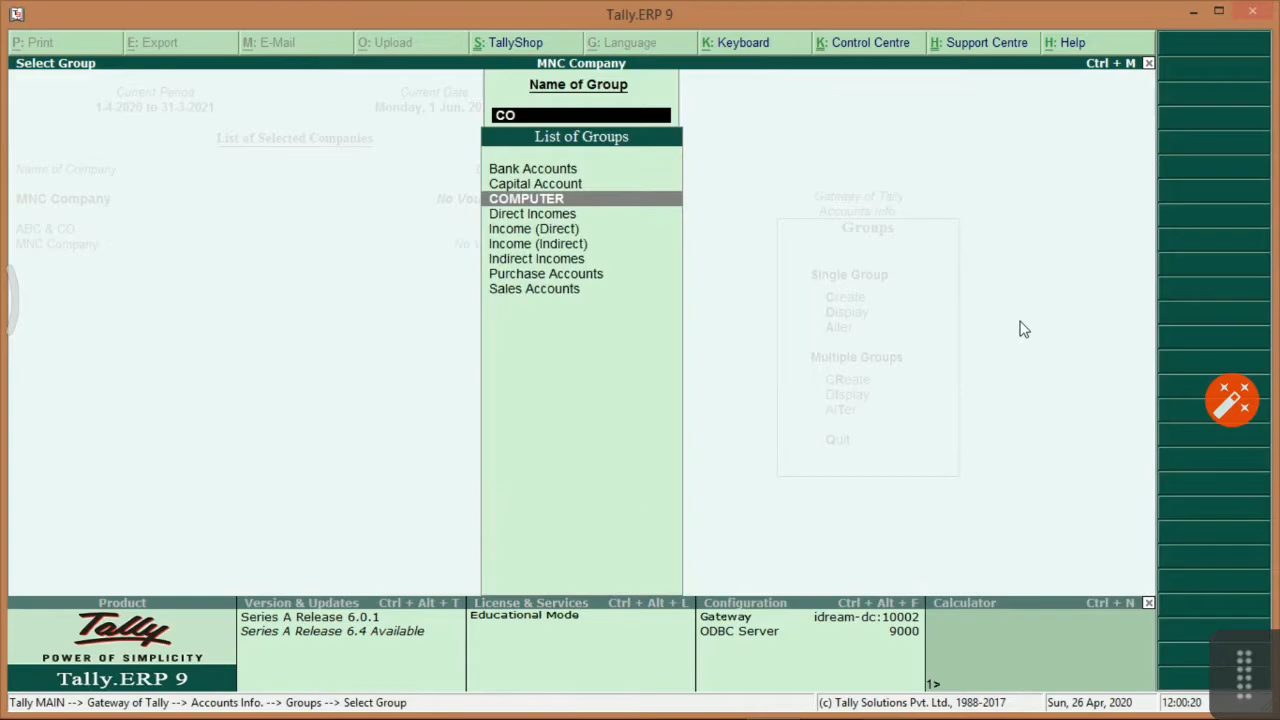 Tally.ERP 9
P: Print
E: Export
M: E-Mail
O: Upload
S: TallyShop
G: Language
K: Keyboard
K: Control Centre
H: Support Centre
H: Help
Select Group
MNC Company
Ctrl + M
Current Period
1-4-2020 to 31-3-2021
Current Date
Monday, 1 Jun, 20
List of Selected Companies
Name of Company
MNC Company
No Vou
ABC & CO
MNC Company
No V
Name of Group
CO
List of Groups
Bank Accounts
Capital Account
COMPUTER
Direct Incomes
Income (Direct)
Income (Indirect)
Indirect Incomes
Purchase Accounts
Sales Accounts
Gateway of Tally
Accounts Info.
Groups
Single Group
Create
Display
Alter
Multiple Groups
CReate
DIsplay
AlTer
Quit
Product
Tally
POWER OF SIMPLICITY
Tally.ERP 9
Version & Updates Ctrl + Alt + T
Series A Release 6.0.1
Series A Release 6.4 Available
License & Services Ctrl + Alt + L
Educational Mode
Configuration Ctrl + Alt + F
Gateway idream-dc:10002
ODBC Server 9000
Calculator Ctrl + N
1>
Tally MAIN --> Gateway of Tally --> Accounts Info. --> Groups --> Select Group
(c) Tally Solutions Pvt. Ltd., 1988-2017
Sun, 26 Apr, 2020
12:00:20